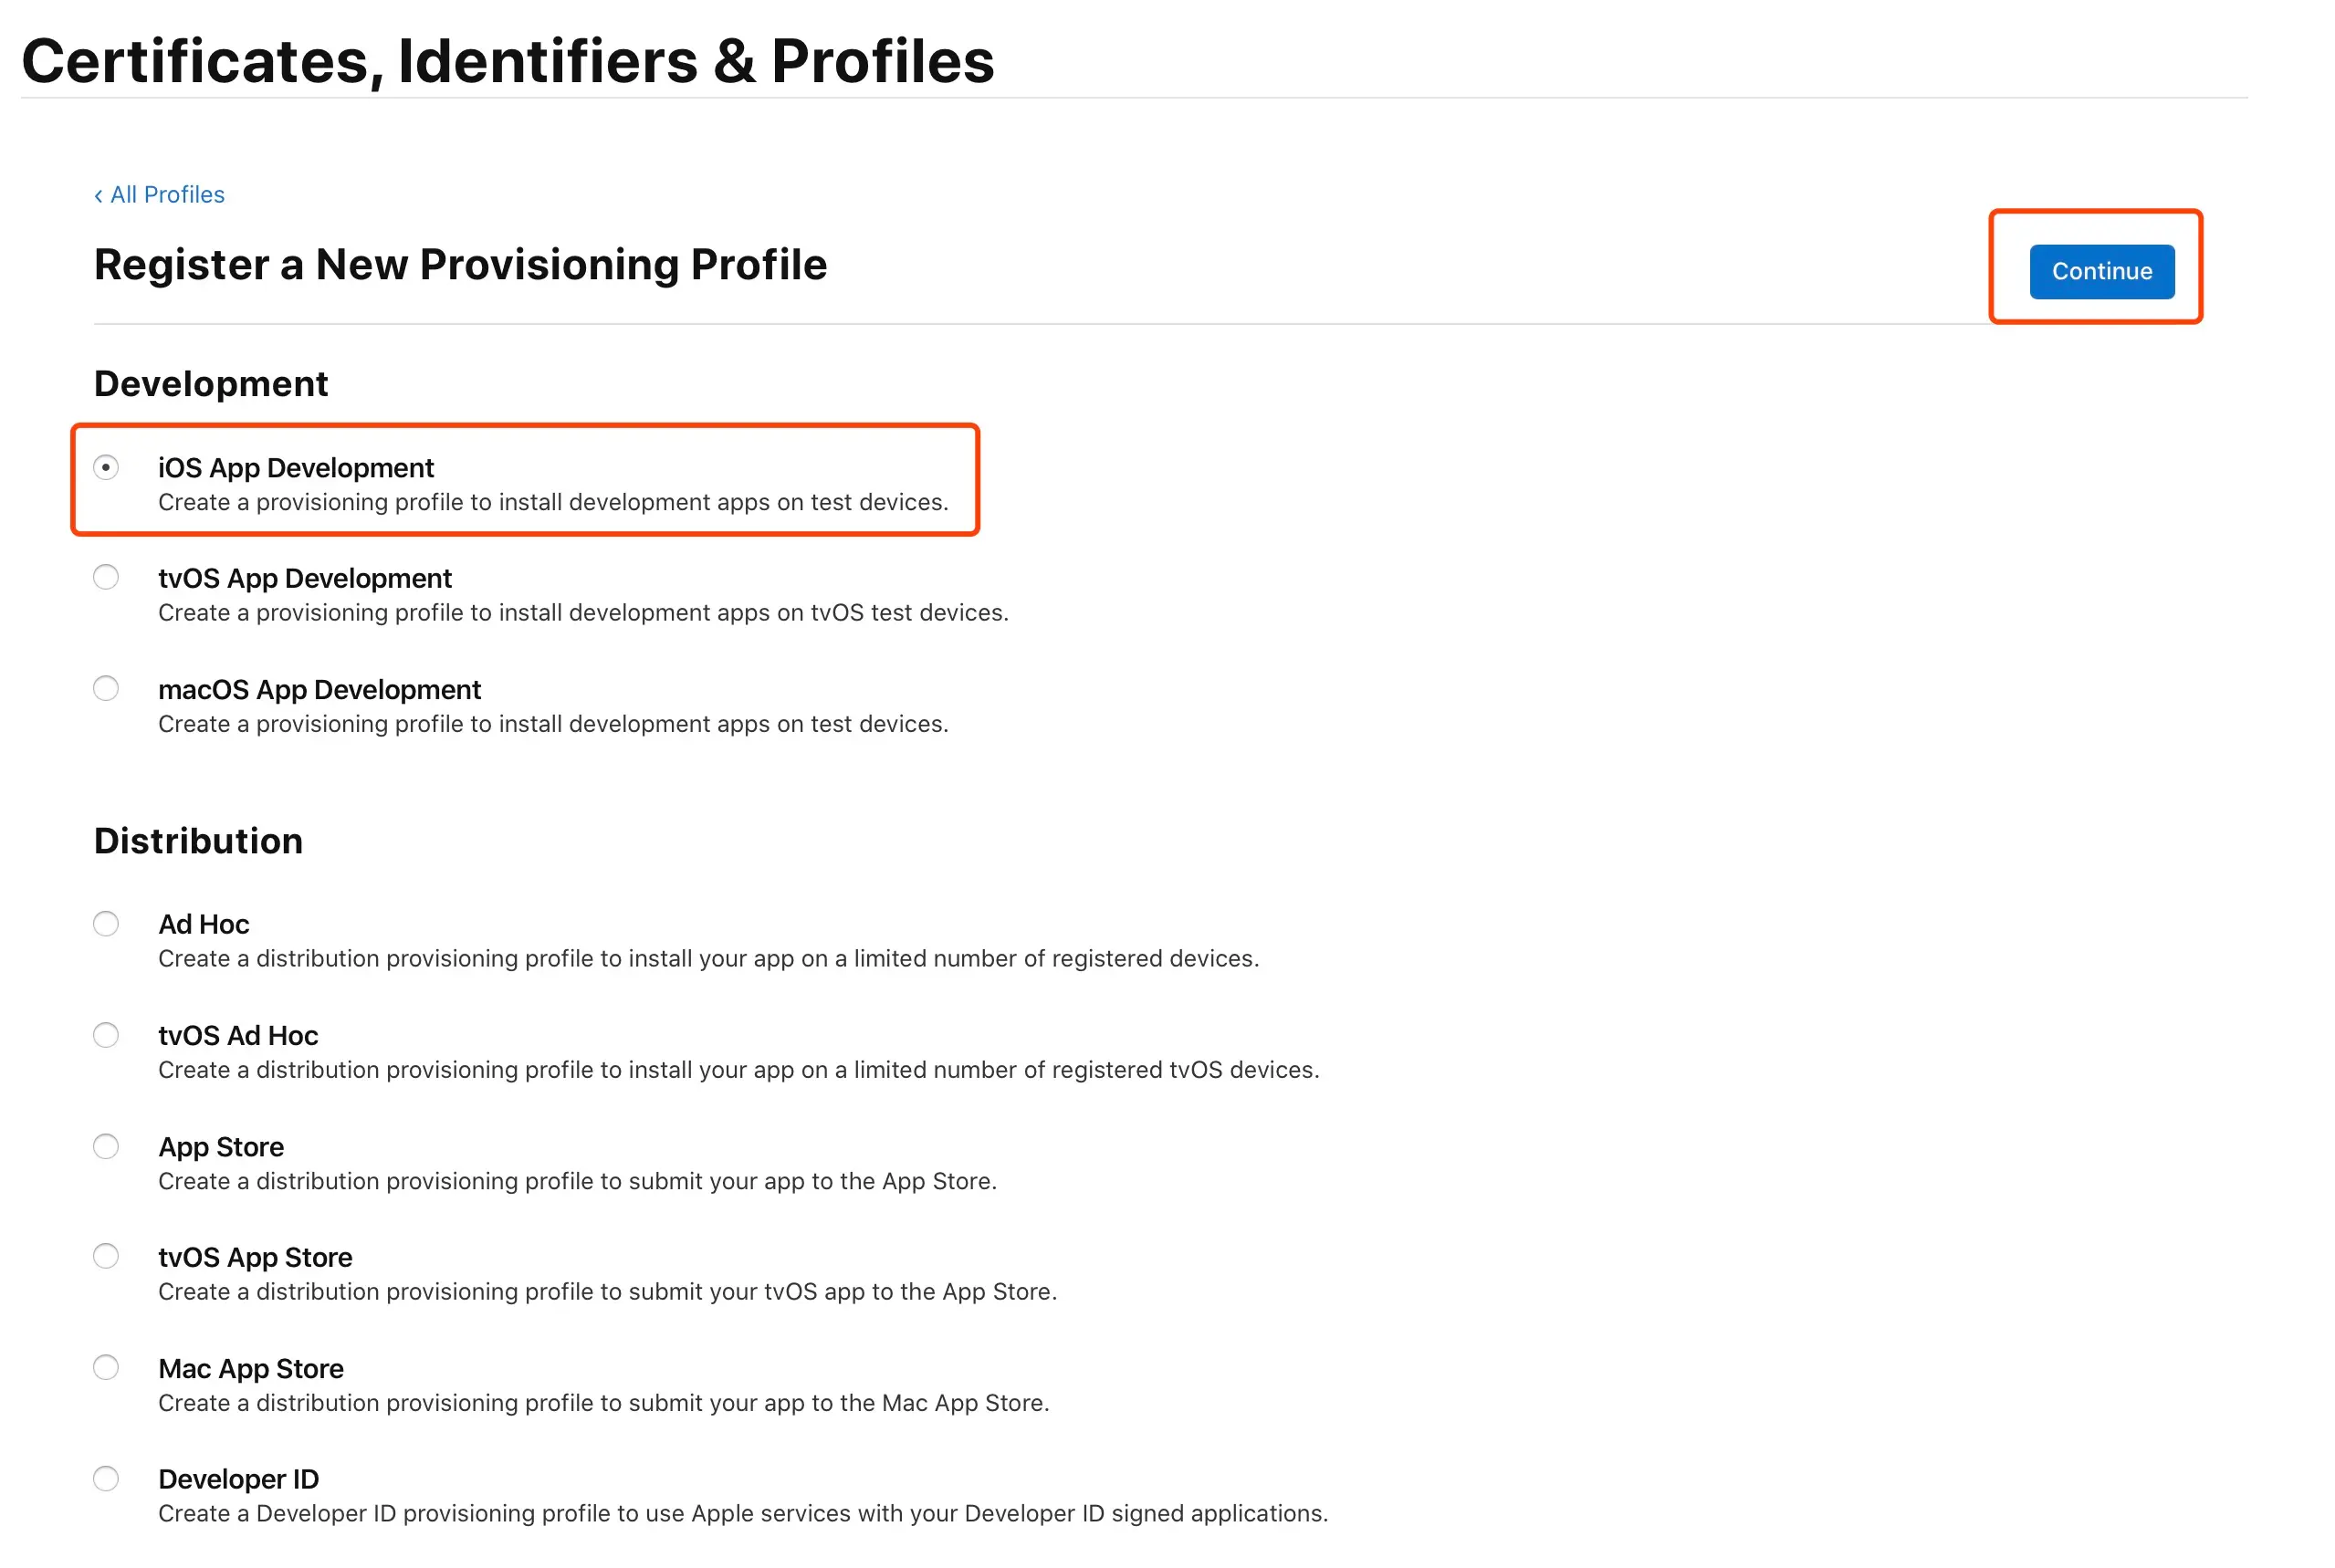 Certificates, Identifiers & Profiles
‹ All Profiles
Register a New Provisioning Profile
Continue
Development
iOS App Development
Create a provisioning profile to install development apps on test devices.
tvOS App Development
Create a provisioning profile to install development apps on tvOS test devices.
macOS App Development
Create a provisioning profile to install development apps on test devices.
Distribution
Ad Hoc
Create a distribution provisioning profile to install your app on a limited number of registered devices.
tvOS Ad Hoc
Create a distribution provisioning profile to install your app on a limited number of registered tvOS devices.
App Store
Create a distribution provisioning profile to submit your app to the App Store.
tvOS App Store
Create a distribution provisioning profile to submit your tvOS app to the App Store.
Mac App Store
Create a distribution provisioning profile to submit your app to the Mac App Store.
Developer ID
Create a Developer ID provisioning profile to use Apple services with your Developer ID signed applications.